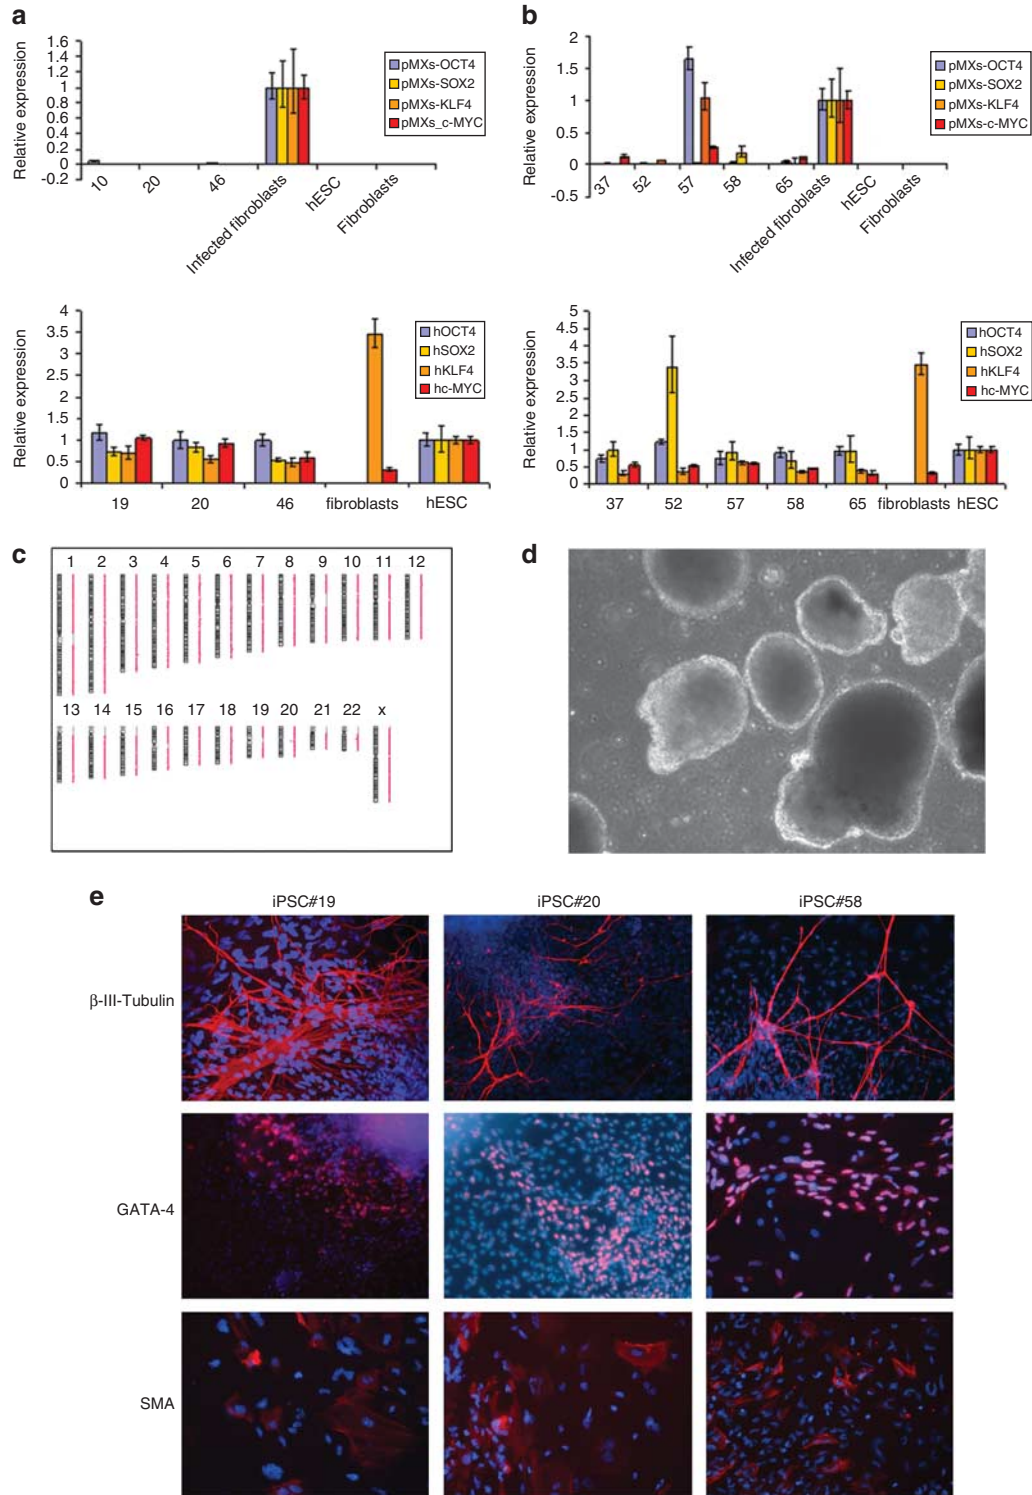 a
Relative expression
1.6
1.4
1.2
1
0.8
0.6
0.4
0.2
0
-0.2
10
20
46
Infected fibroblasts
hESC
Fibroblasts
pMXs-OCT4
pMXs-SOX2
pMXs-KLF4
pMXs_c-MYC
b
Relative expression
2
1.5
1
0.5
0
-0.5
37
52
57
58
65
Infected fibroblasts
hESC
Fibroblasts
pMXs-OCT4
pMXs-SOX2
pMXs-KLF4
pMXs-c-MYC
Relative expression
4
3.5
3
2.5
2
1.5
1
0.5
0
19
20
46
fibroblasts
hESC
hOCT4
hSOX2
hKLF4
hc-MYC
Relative expression
5
4.5
4
3.5
3
2.5
2
1.5
1
0.5
0
37
52
57
58
65
fibroblasts
hESC
hOCT4
hSOX2
hKLF4
hc-MYC
c
1 2 3 4 5 6 7 8 9 10 11 12
13 14 15 16 17 18 19 20 21 22 x
d
e
iPSC#19
iPSC#20
iPSC#58
β-III-Tubulin
GATA-4
SMA